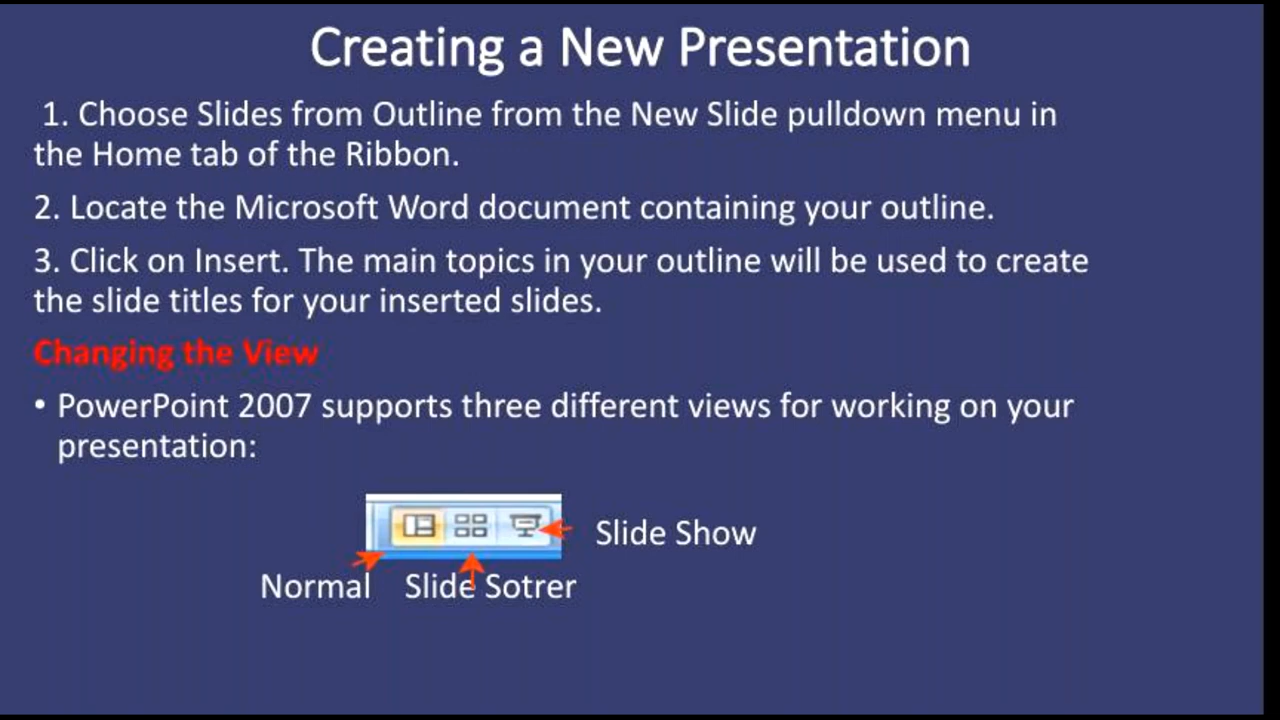 Creating a New Presentation
1. Choose Slides from Outline from the New Slide pulldown menu in
the Home tab of the Ribbon.
2. Locate the Microsoft Word document containing your outline.
3. Click on Insert. The main topics in your outline will be used to create
the slide titles for your inserted slides.
Changing the View
• PowerPoint 2007 supports three different views for working on your
presentation:
Slide Show
Normal Slide Sotrer